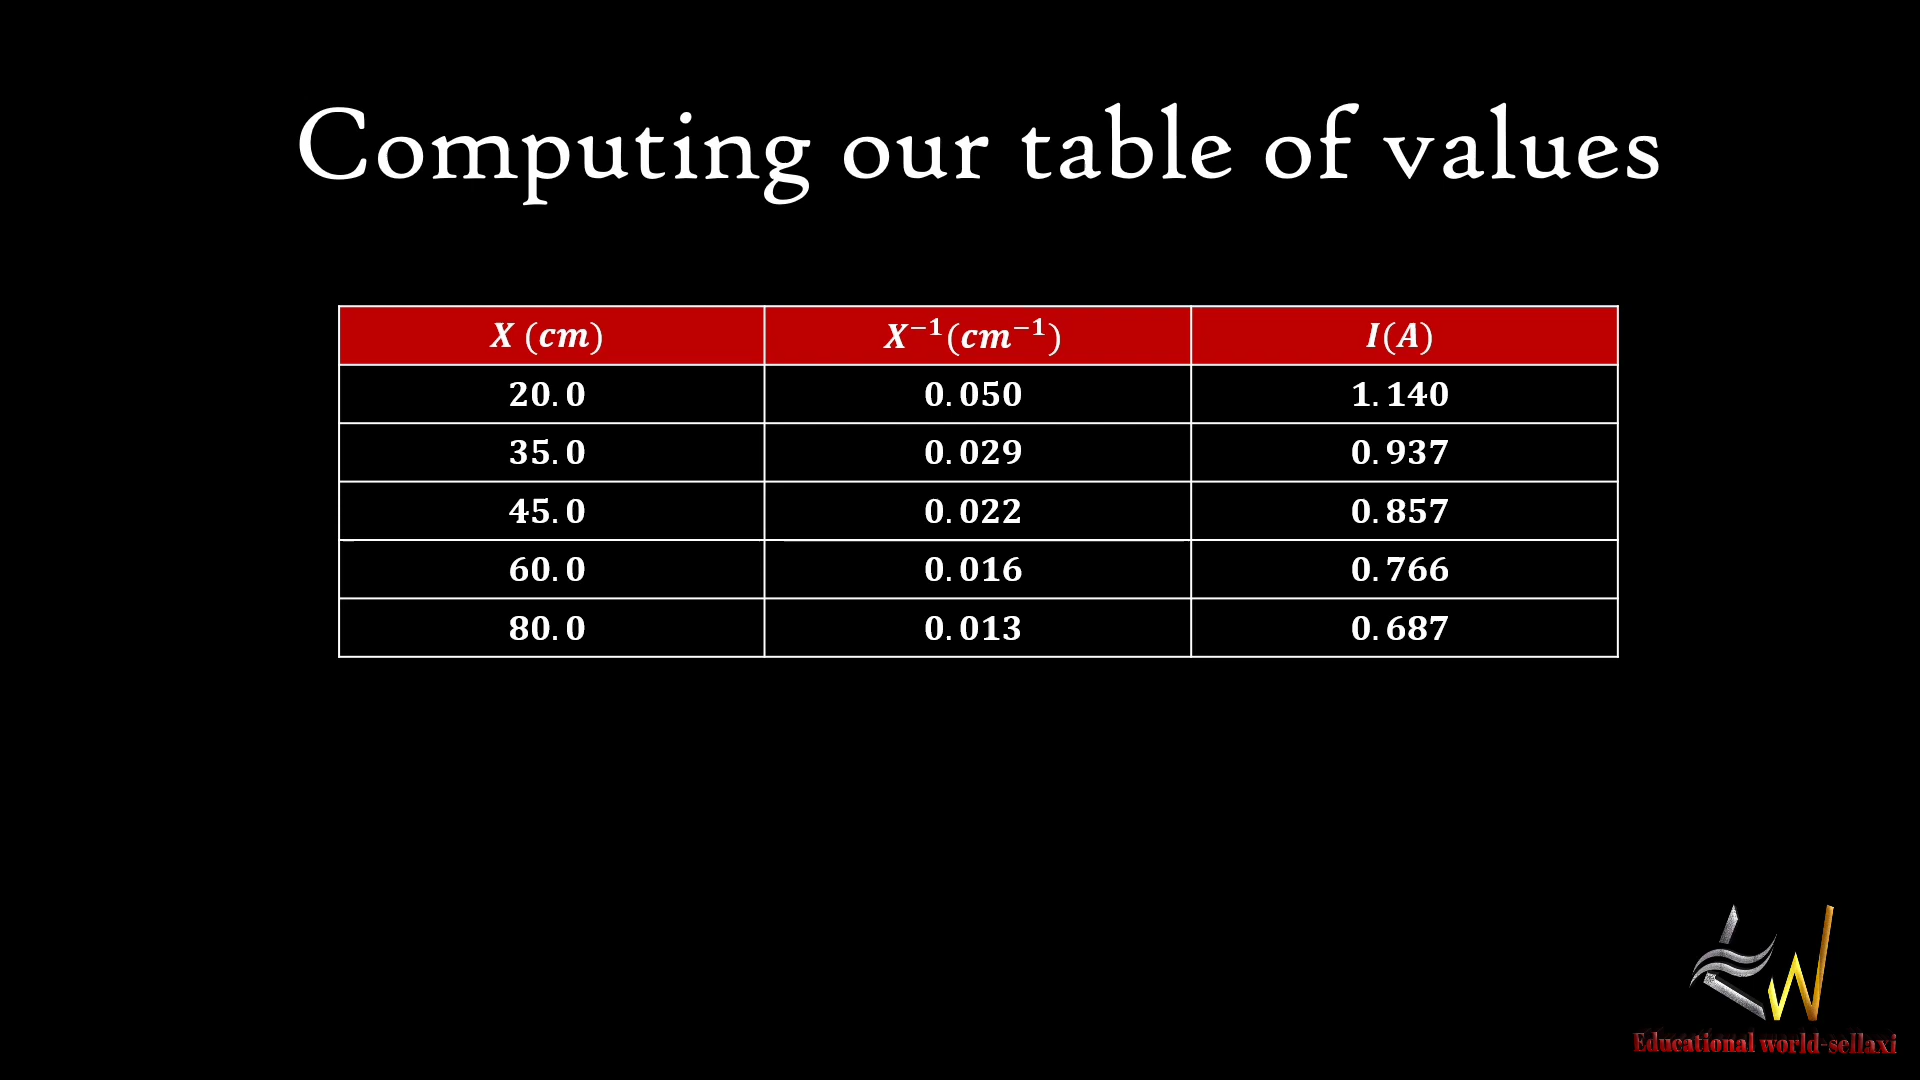 Computing our table of values
X (cm) X⁻¹(cm⁻¹) I(A)
20.0 0.050 1.140
35.0 0.029 0.937
45.0 0.022 0.857
60.0 0.016 0.766
80.0 0.013 0.687
EW
Educational world-sellaxi